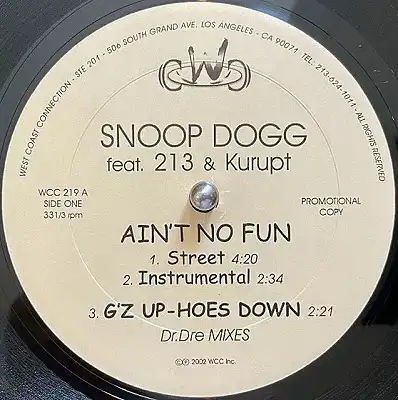 WEST COAST CONNECTION - STE 201 - 506 SOUTH GRAND AVE. LOS ANGELES - CA 90071 TEL: 213-624-1011 - ALL RIGHTS RESERVED
WCC
SNOOP DOGG
feat. 213 & Kurupt
WCC 219 A
SIDE ONE
33 1/3 rpm
PROMOTIONAL
COPY
AIN'T NO FUN
1. Street 4:20
2. Instrumental 2:34
3. G'Z UP-HOES DOWN 2:21
Dr.Dre MIXES
©℗ 2002 WCC Inc.